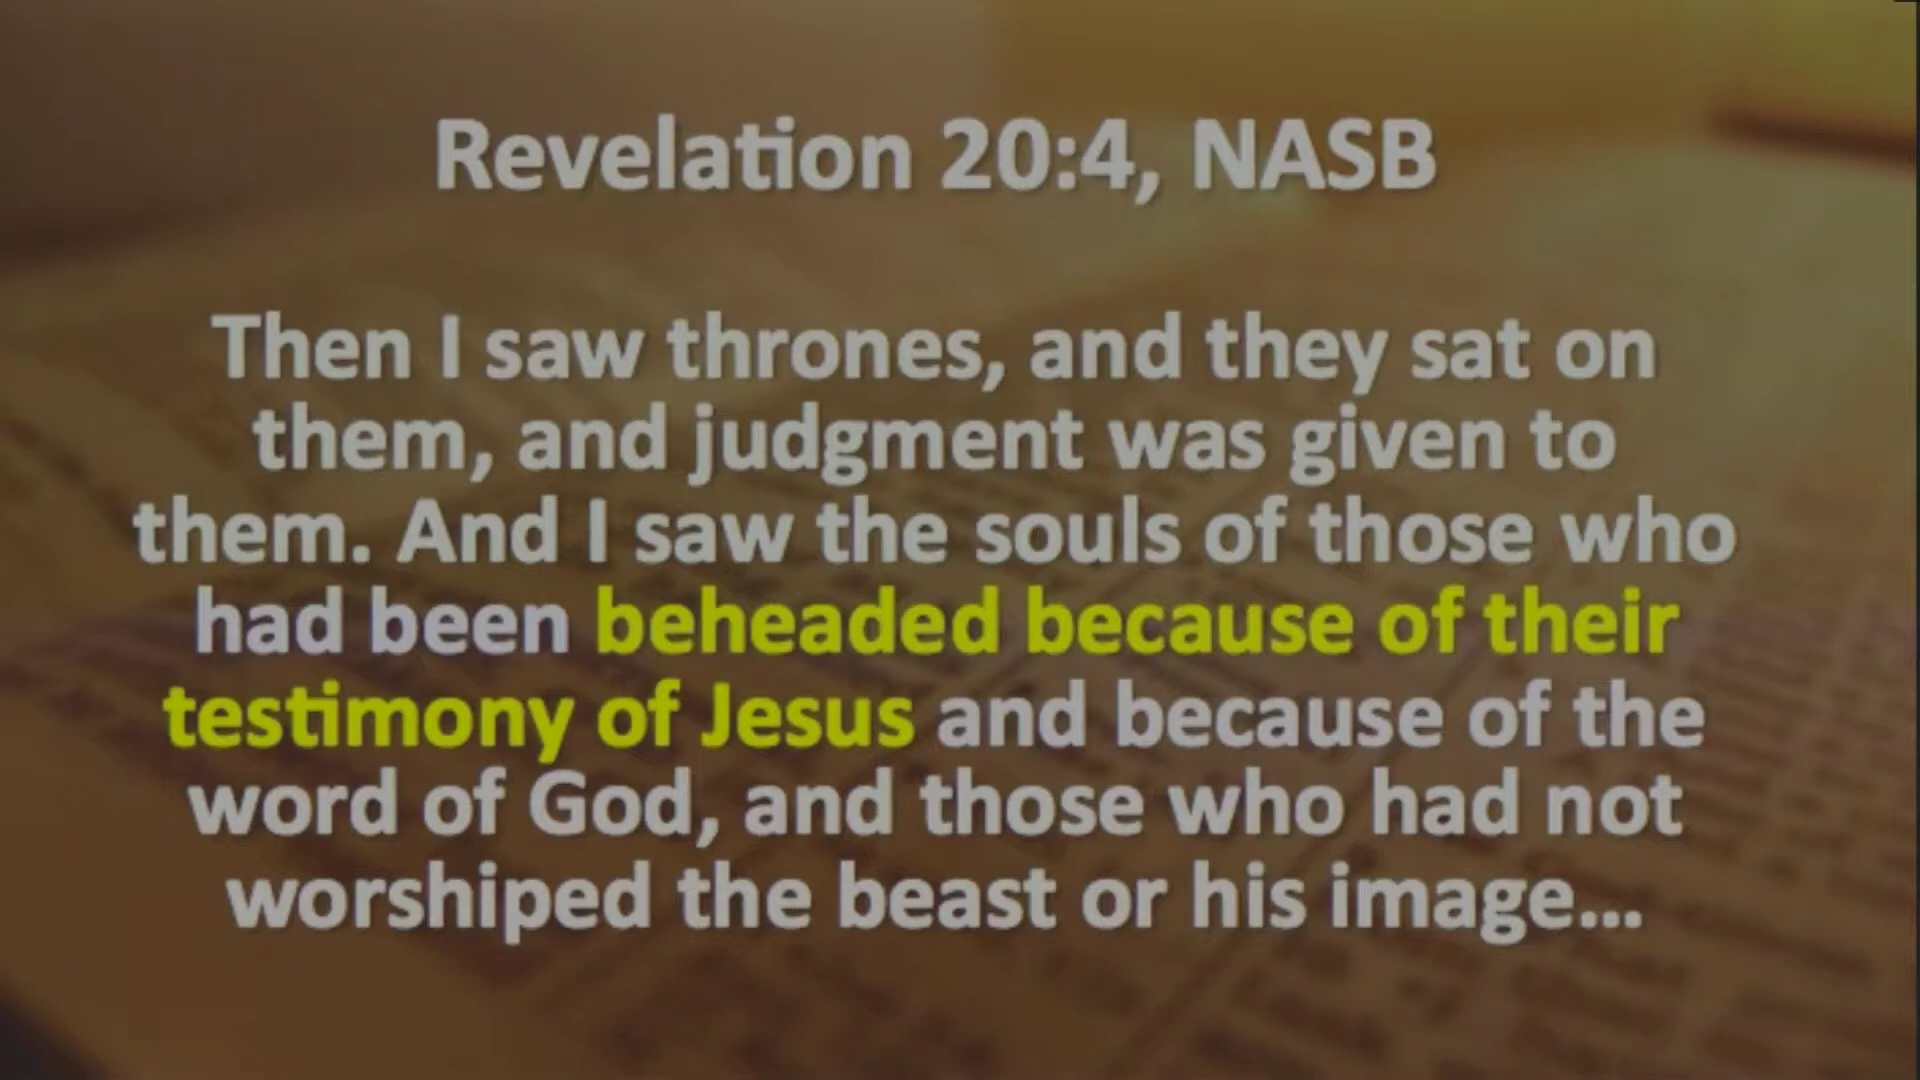 Revelation 20:4, NASB
Then I saw thrones, and they sat on
them, and judgment was given to
them. And I saw the souls of those who
had been beheaded because of their
testimony of Jesus and because of the
word of God, and those who had not
worshiped the beast or his image...